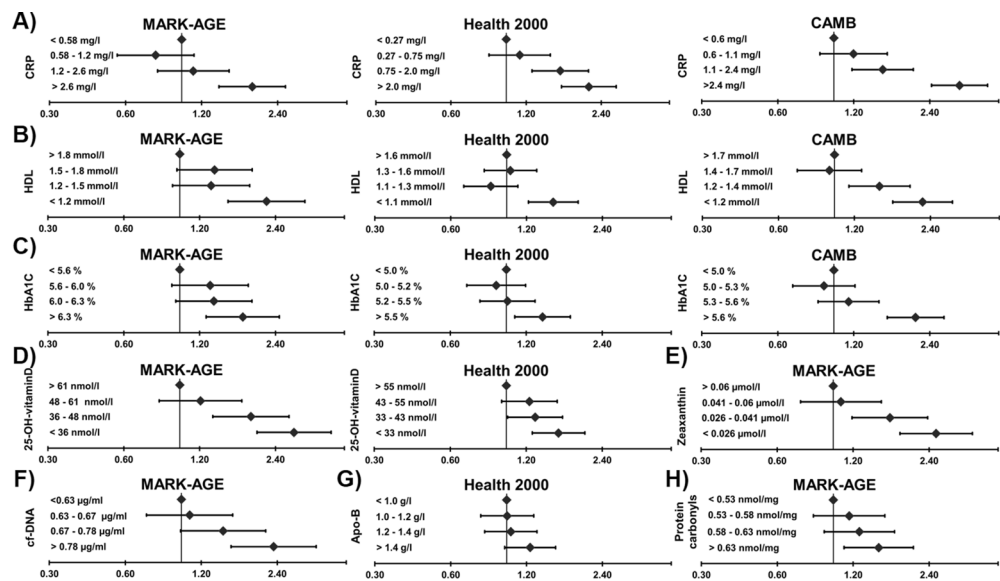 A)
MARK-AGE
CRP
< 0.58 mg/l
0.58 - 1.2 mg/l
1.2 - 2.6 mg/l
> 2.6 mg/l
0.30 0.60 1.20 2.40
Health 2000
CRP
< 0.27 mg/l
0.27 - 0.75 mg/l
0.75 - 2.0 mg/l
> 2.0 mg/l
0.30 0.60 1.20 2.40
CAMB
CRP
< 0.6 mg/l
0.6 - 1.1 mg/l
1.1 - 2.4 mg/l
>2.4 mg/l
0.30 0.60 1.20 2.40
B)
MARK-AGE
HDL
> 1.8 mmol/l
1.5 - 1.8 mmol/l
1.2 - 1.5 mmol/l
< 1.2 mmol/l
0.30 0.60 1.20 2.40
Health 2000
HDL
> 1.6 mmol/l
1.3 - 1.6 mmol/l
1.1 - 1.3 mmol/l
< 1.1 mmol/l
0.30 0.60 1.20 2.40
CAMB
HDL
> 1.7 mmol/l
1.4 - 1.7 mmol/l
1.2 - 1.4 mmol/l
< 1.2 mmol/l
0.30 0.60 1.20 2.40
C)
MARK-AGE
HbA1C
< 5.6 %
5.6 - 6.0 %
6.0 - 6.3 %
> 6.3 %
0.30 0.60 1.20 2.40
Health 2000
HbA1C
< 5.0 %
5.0 - 5.2 %
5.2 - 5.5 %
> 5.5 %
0.30 0.60 1.20 2.40
CAMB
HbA1C
< 5.0 %
5.0 - 5.3 %
5.3 - 5.6 %
> 5.6 %
0.30 0.60 1.20 2.40
D)
MARK-AGE
25-OH-vitaminD
> 61 nmol/l
48 - 61 nmol/l
36 - 48 nmol/l
< 36 nmol/l
0.30 0.60 1.20 2.40
Health 2000
25-OH-vitaminD
> 55 nmol/l
43 - 55 nmol/l
33 - 43 nmol/l
< 33 nmol/l
0.30 0.60 1.20 2.40
E)
MARK-AGE
Zeaxanthin
> 0.06 µmol/l
0.041 - 0.06 µmol/l
0.026 - 0.041 µmol/l
< 0.026 µmol/l
0.30 0.60 1.20 2.40
F)
MARK-AGE
cf-DNA
<0.63 µg/ml
0.63 - 0.67 µg/ml
0.67 - 0.78 µg/ml
> 0.78 µg/ml
0.30 0.60 1.20 2.40
G)
Health 2000
Apo-B
< 1.0 g/l
1.0 - 1.2 g/l
1.2 - 1.4 g/l
> 1.4 g/l
0.30 0.60 1.20 2.40
H)
MARK-AGE
Protein
carbonyls
< 0.53 nmol/mg
0.53 - 0.58 nmol/mg
0.58 - 0.63 nmol/mg
> 0.63 nmol/mg
0.30 0.60 1.20 2.40